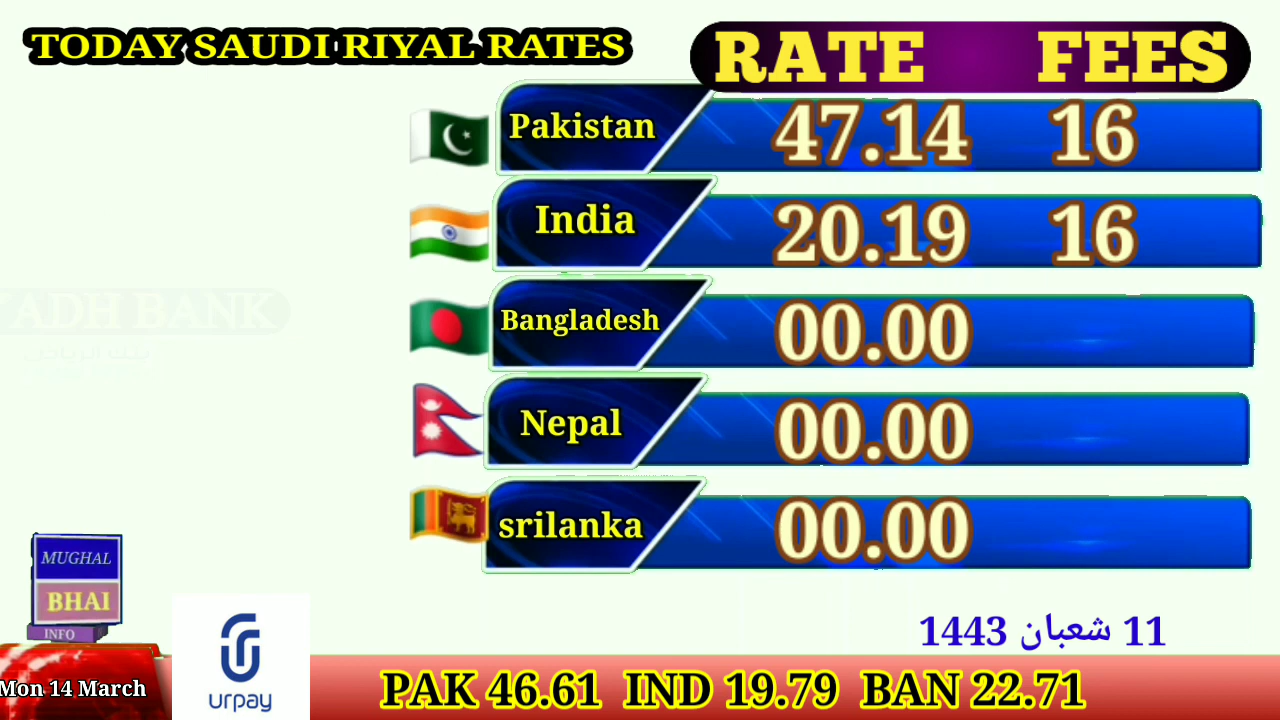 TODAY SAUDI RIYAL RATES
RATE FEES
Pakistan 47.14 16
India 20.19 16
Bangladesh 00.00
Nepal 00.00
srilanka 00.00
ADH BANK
MUGHAL
BHAI
INFO
11 شعبان 1443
urpay
Mon 14 March
PAK 46.61 IND 19.79 BAN 22.71